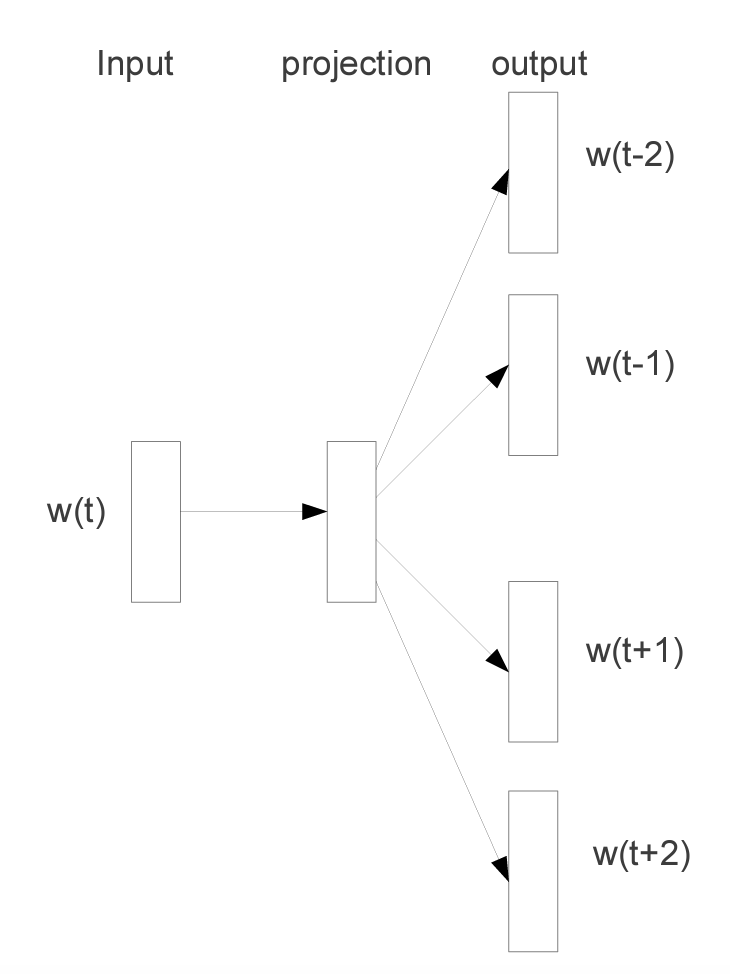 Input projection output
w(t-2)
w(t-1)
w(t)
w(t+1)
w(t+2)